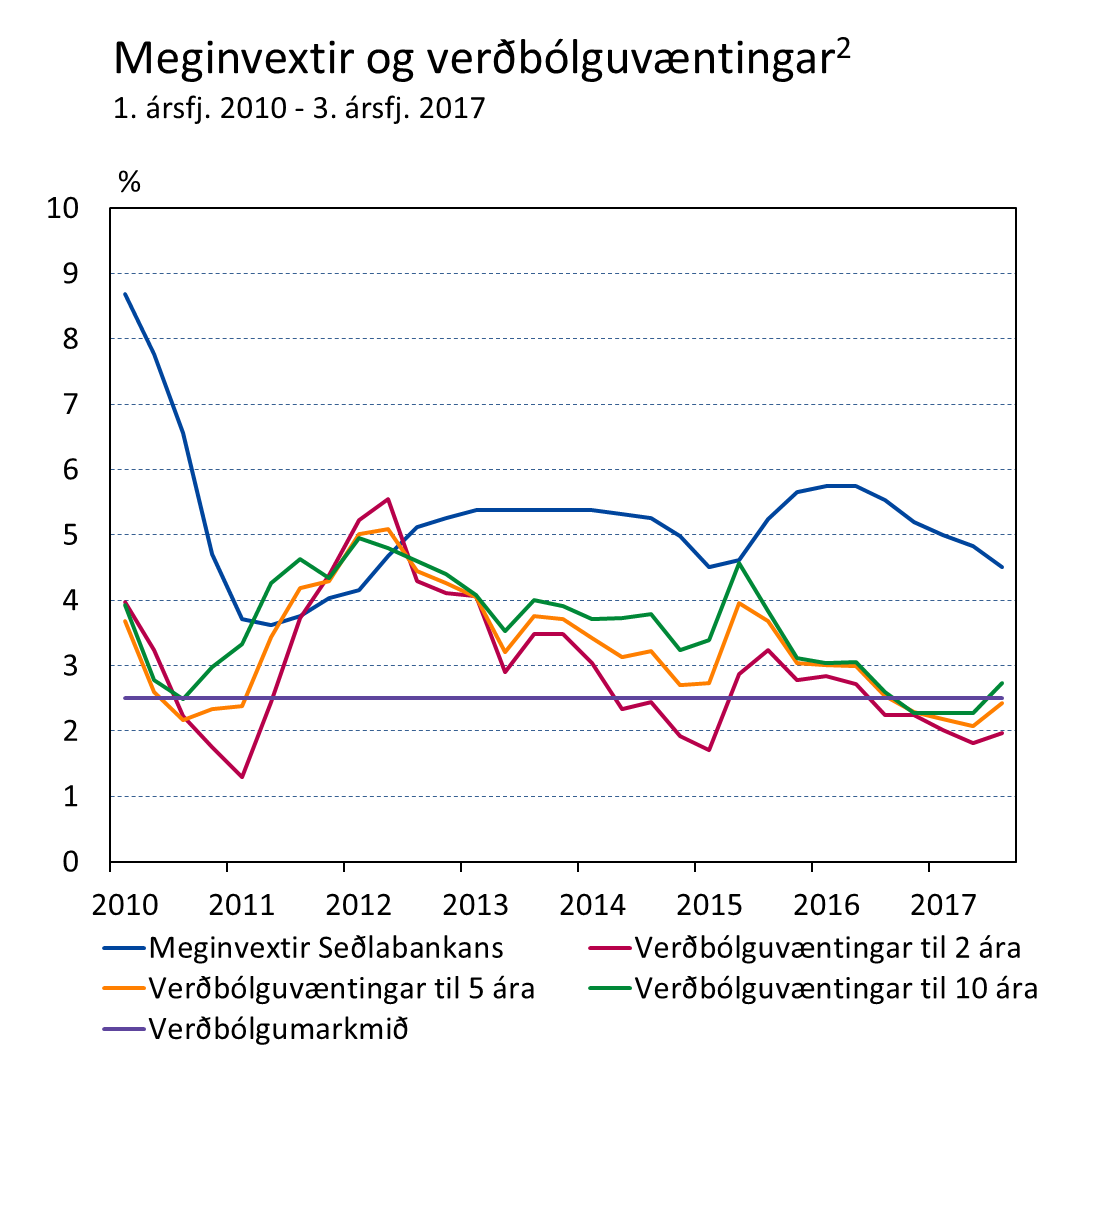 Meginvextir og verðbólguvæntingar²
1. ársfj. 2010 - 3. ársfj. 2017
%
10
9
8
7
6
5
4
3
2
1
0
2010 2011 2012 2013 2014 2015 2016 2017
Meginvextir Seðlabankans Verðbólguvæntingar til 2 ára
Verðbólguvæntingar til 5 ára Verðbólguvæntingar til 10 ára
Verðbólgumarkmið